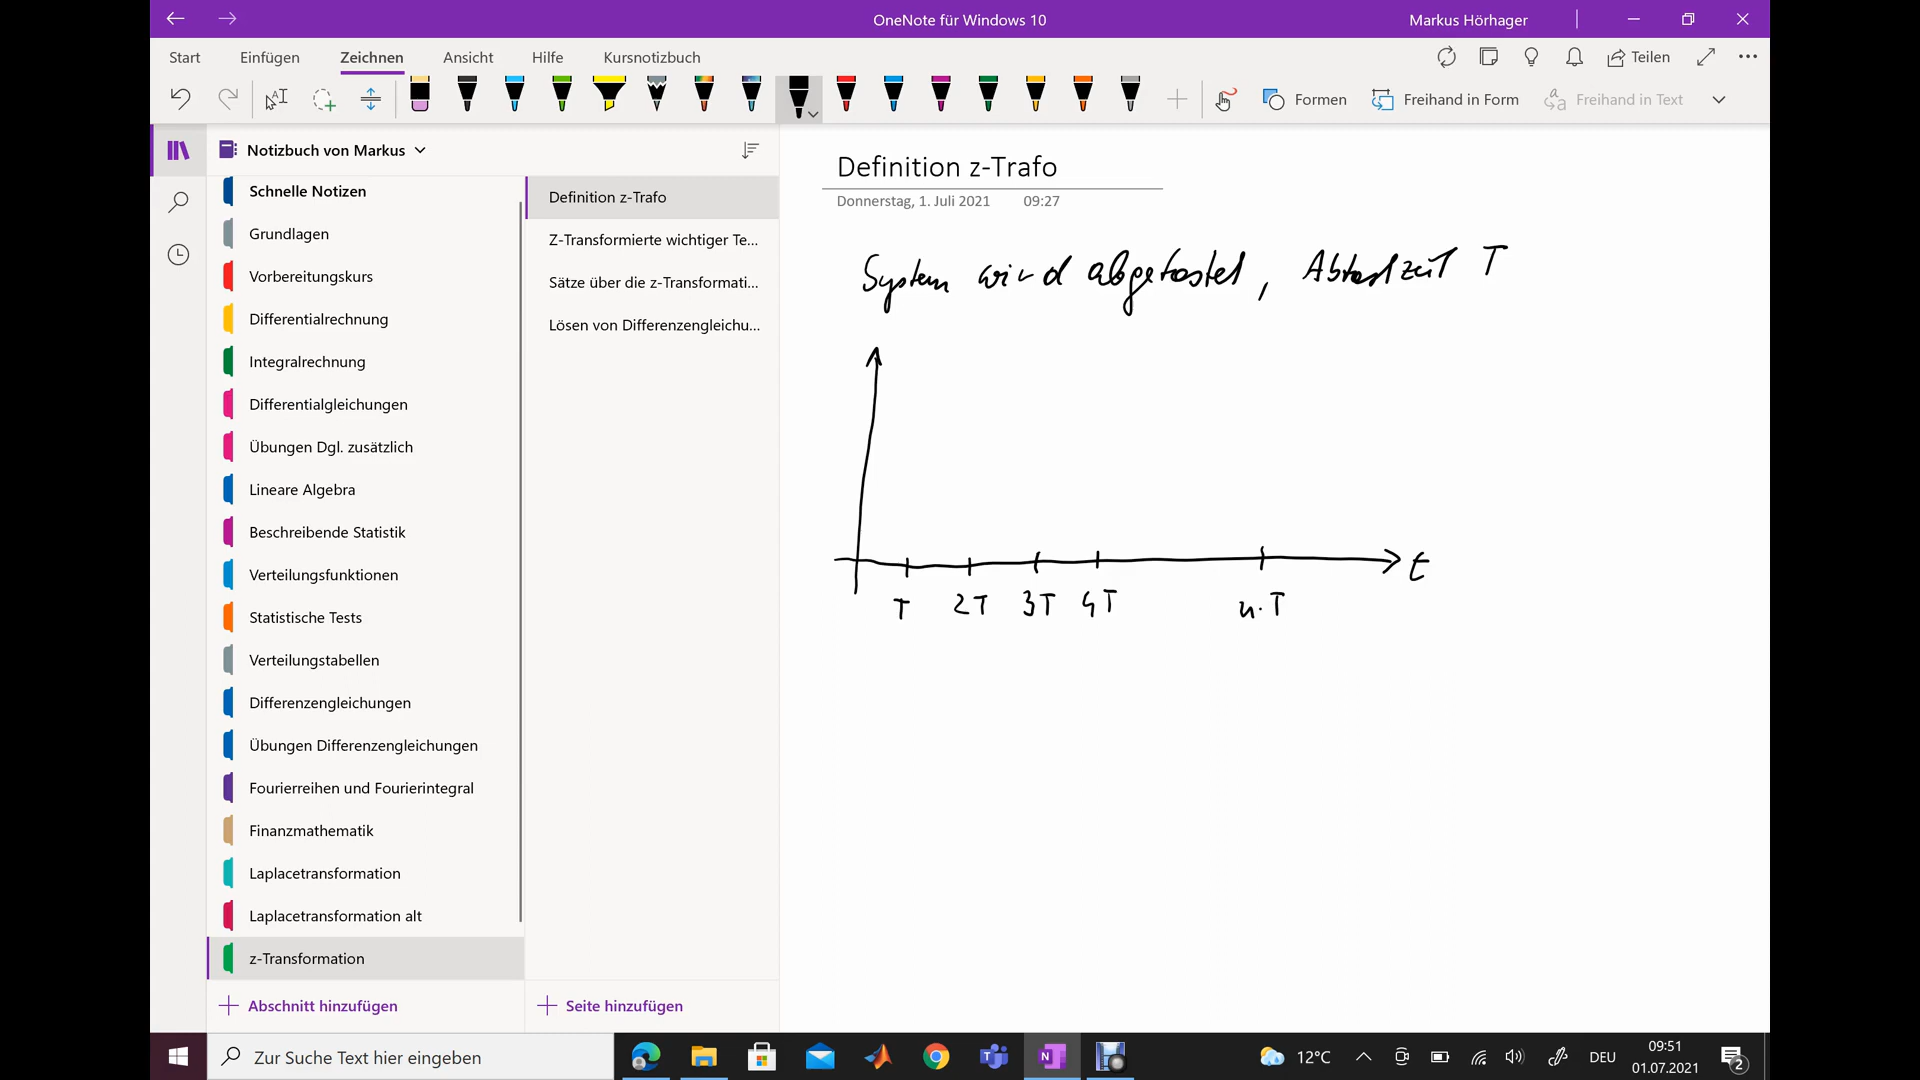 OneNote für Windows 10
Markus Hörhager
Start Einfügen Zeichnen Ansicht Hilfe Kursnotizbuch
Teilen
Formen Freihand in Form Freihand in Text
Notizbuch von Markus
Schnelle Notizen
Grundlagen
Vorbereitungskurs
Differentialrechnung
Integralrechnung
Differentialgleichungen
Übungen Dgl. zusätzlich
Lineare Algebra
Beschreibende Statistik
Verteilungsfunktionen
Statistische Tests
Verteilungstabellen
Differenzengleichungen
Übungen Differenzengleichungen
Fourierreihen und Fourierintegral
Finanzmathematik
Laplacetransformation
Laplacetransformation alt
z-Transformation
Abschnitt hinzufügen
Definition z-Trafo
Z-Transformierte wichtiger Te...
Sätze über die z-Transformati...
Lösen von Differenzengleichu...
Seite hinzufügen
Definition z-Trafo
Donnerstag, 1. Juli 2021 09:27
System wird abgetastet, Abtastzeit T
t
T 2T 3T 4T n·T
Zur Suche Text hier eingeben
12°C
DEU
09:51
01.07.2021
2